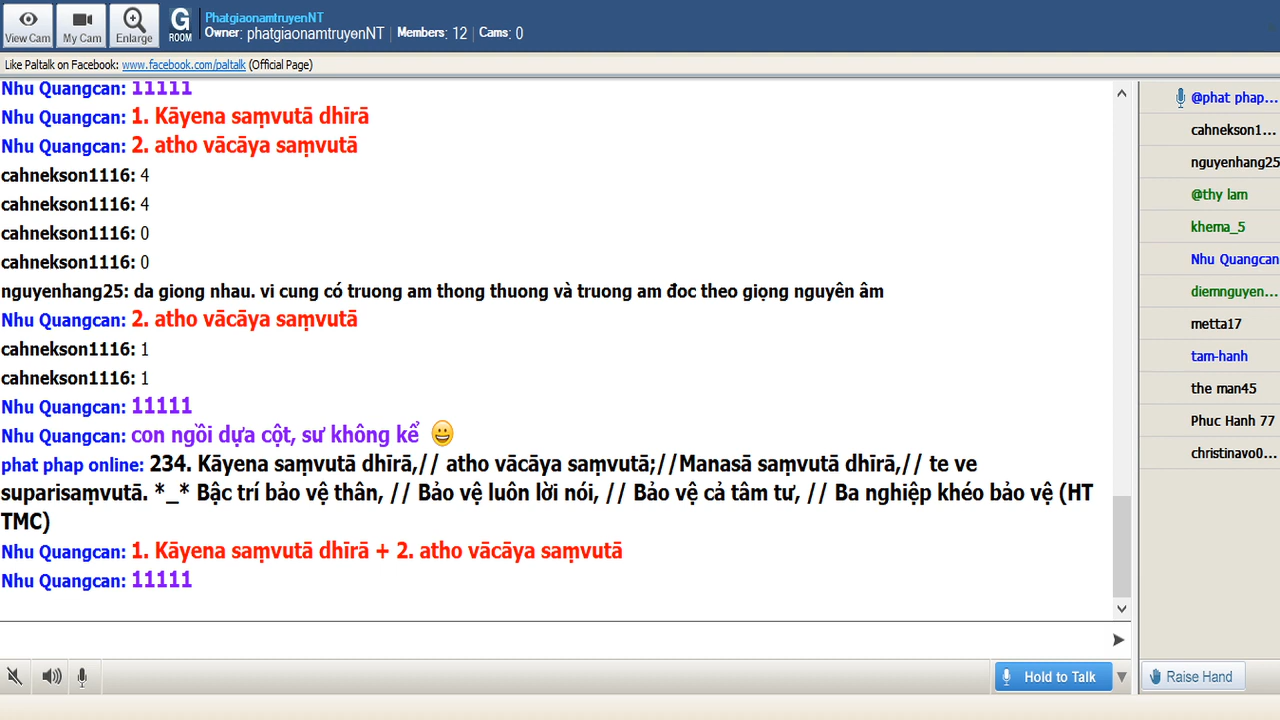 View Cam
My Cam
Enlarge
G
ROOM
PhatgiaonamtruyenNT
Owner: phatgiaonamtruyenNT | Members: 12 | Cams: 0
Like Paltalk on Facebook: www.facebook.com/paltalk (Official Page)
Nhu Quangcan: 11111
Nhu Quangcan: 1. Kāyena saṃvutā dhīrā
Nhu Quangcan: 2. atho vācāya saṃvutā
cahnekson1116: 4
cahnekson1116: 4
cahnekson1116: 0
cahnekson1116: 0
nguyenhang25: da giong nhau. vi cung có truong am thong thuong và truong am đoc theo giọng nguyên âm
Nhu Quangcan: 2. atho vācāya saṃvutā
cahnekson1116: 1
cahnekson1116: 1
Nhu Quangcan: 11111
Nhu Quangcan: con ngồi dựa cột, sư không kể
phat phap online: 234. Kāyena saṃvutā dhīrā,// atho vācāya saṃvutā;//Manasā saṃvutā dhīrā,// te ve
suparisaṃvutā. *_* Bậc trí bảo vệ thân, // Bảo vệ luôn lời nói, // Bảo vệ cả tâm tư, // Ba nghiệp khéo bảo vệ (HT
TMC)
Nhu Quangcan: 1. Kāyena saṃvutā dhīrā + 2. atho vācāya saṃvutā
Nhu Quangcan: 11111
@phat phap...
cahnekson1...
nguyenhang25
@thy lam
khema_5
Nhu Quangcan
diemnguyen...
metta17
tam-hanh
the man45
Phuc Hanh 77
christinavo0...
Hold to Talk
Raise Hand